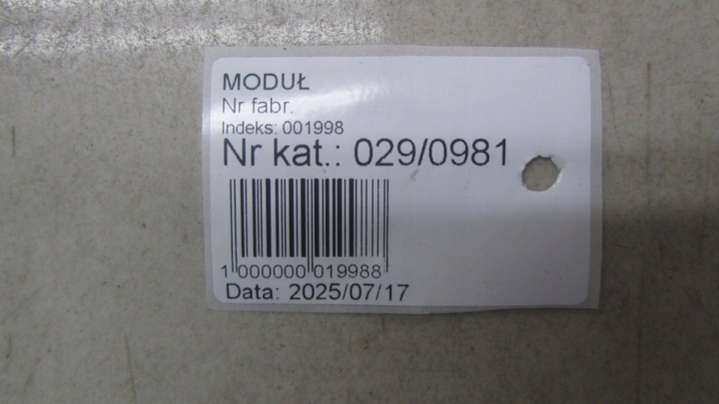 MODUŁ
Nr fabr.
Indeks: 001998
Nr kat.: 029/0981
1 000000 019988
Data: 2025/07/17